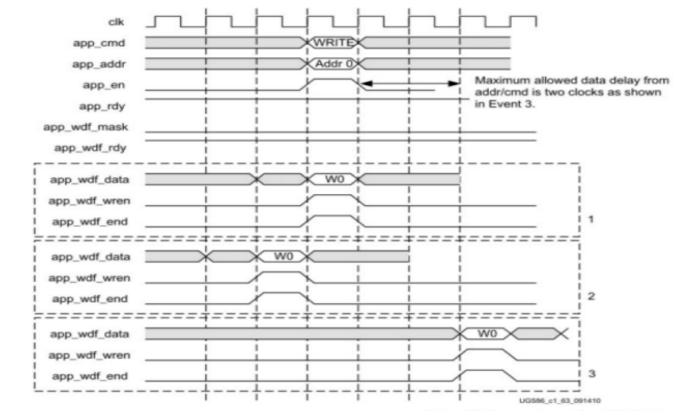 clk
app_cmd
WRITE
app_addr
Addr 0
app_en
Maximum allowed data delay from
addr/cmd is two clocks as shown
in Event 3.
app_rdy
app_wdf_mask
app_wdf_rdy
app_wdf_data
W0
app_wdf_wren
app_wdf_end
1
app_wdf_data
W0
app_wdf_wren
app_wdf_end
2
app_wdf_data
W0
app_wdf_wren
app_wdf_end
3
UG586_c1_63_091410